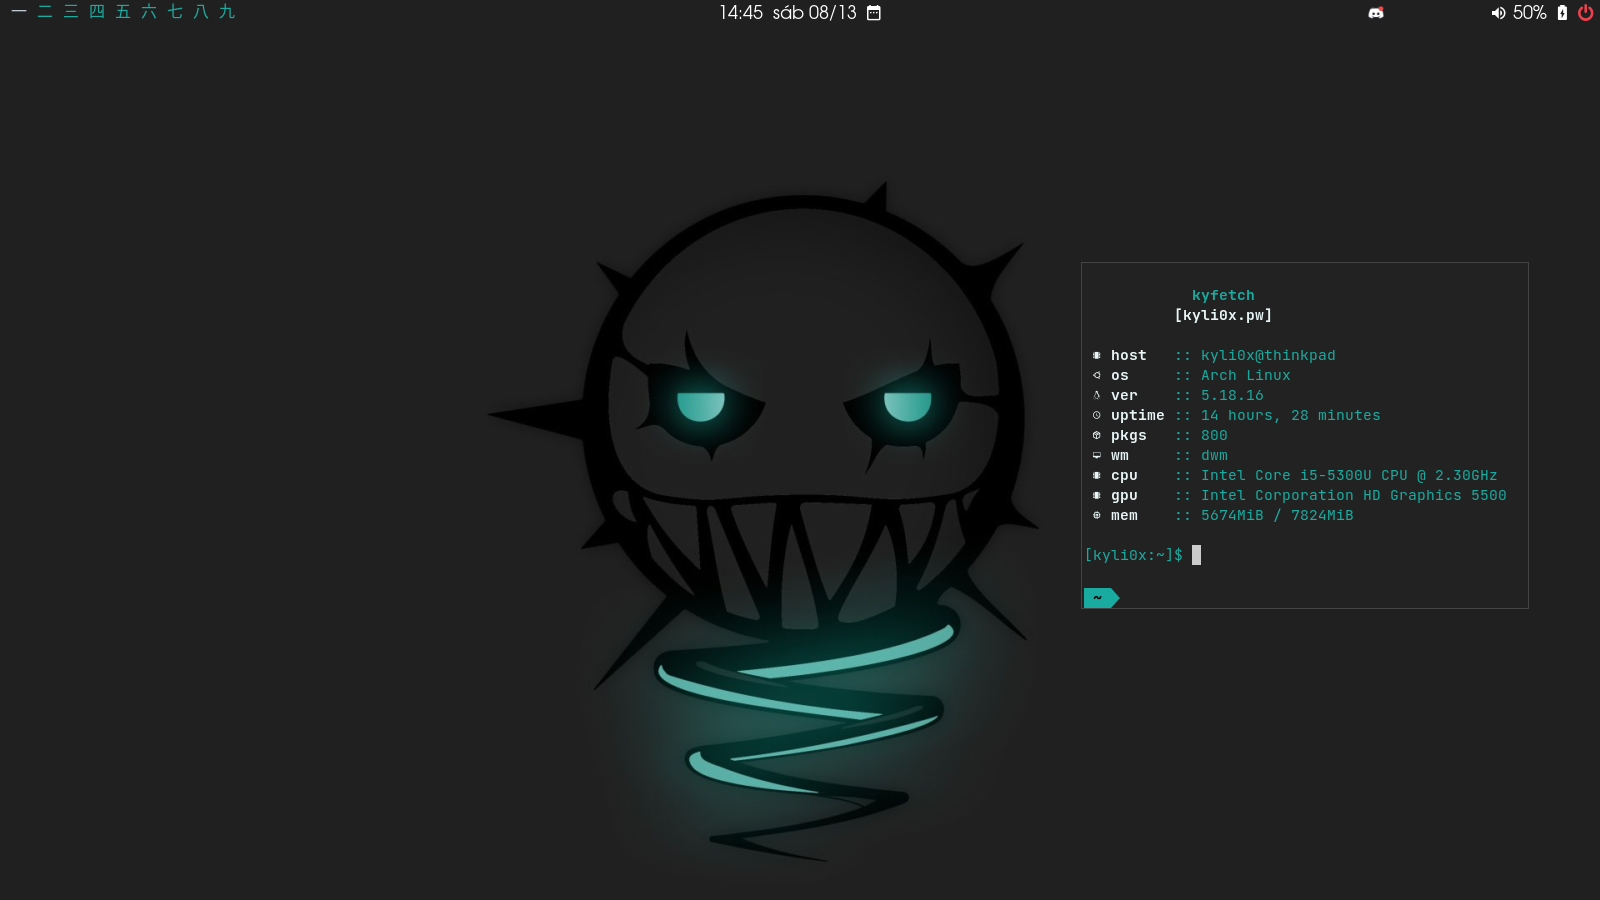 一 二 三 四 五 六 七 八 九
14:45 sáb 08/13
50%
kyfetch
[kyli0x.pw]
host :: kyli0x@thinkpad
os :: Arch Linux
ver :: 5.18.16
uptime :: 14 hours, 28 minutes
pkgs :: 800
wm :: dwm
cpu :: Intel Core i5-5300U CPU @ 2.30GHz
gpu :: Intel Corporation HD Graphics 5500
mem :: 5674MiB / 7824MiB
[kyli0x:~]$
~